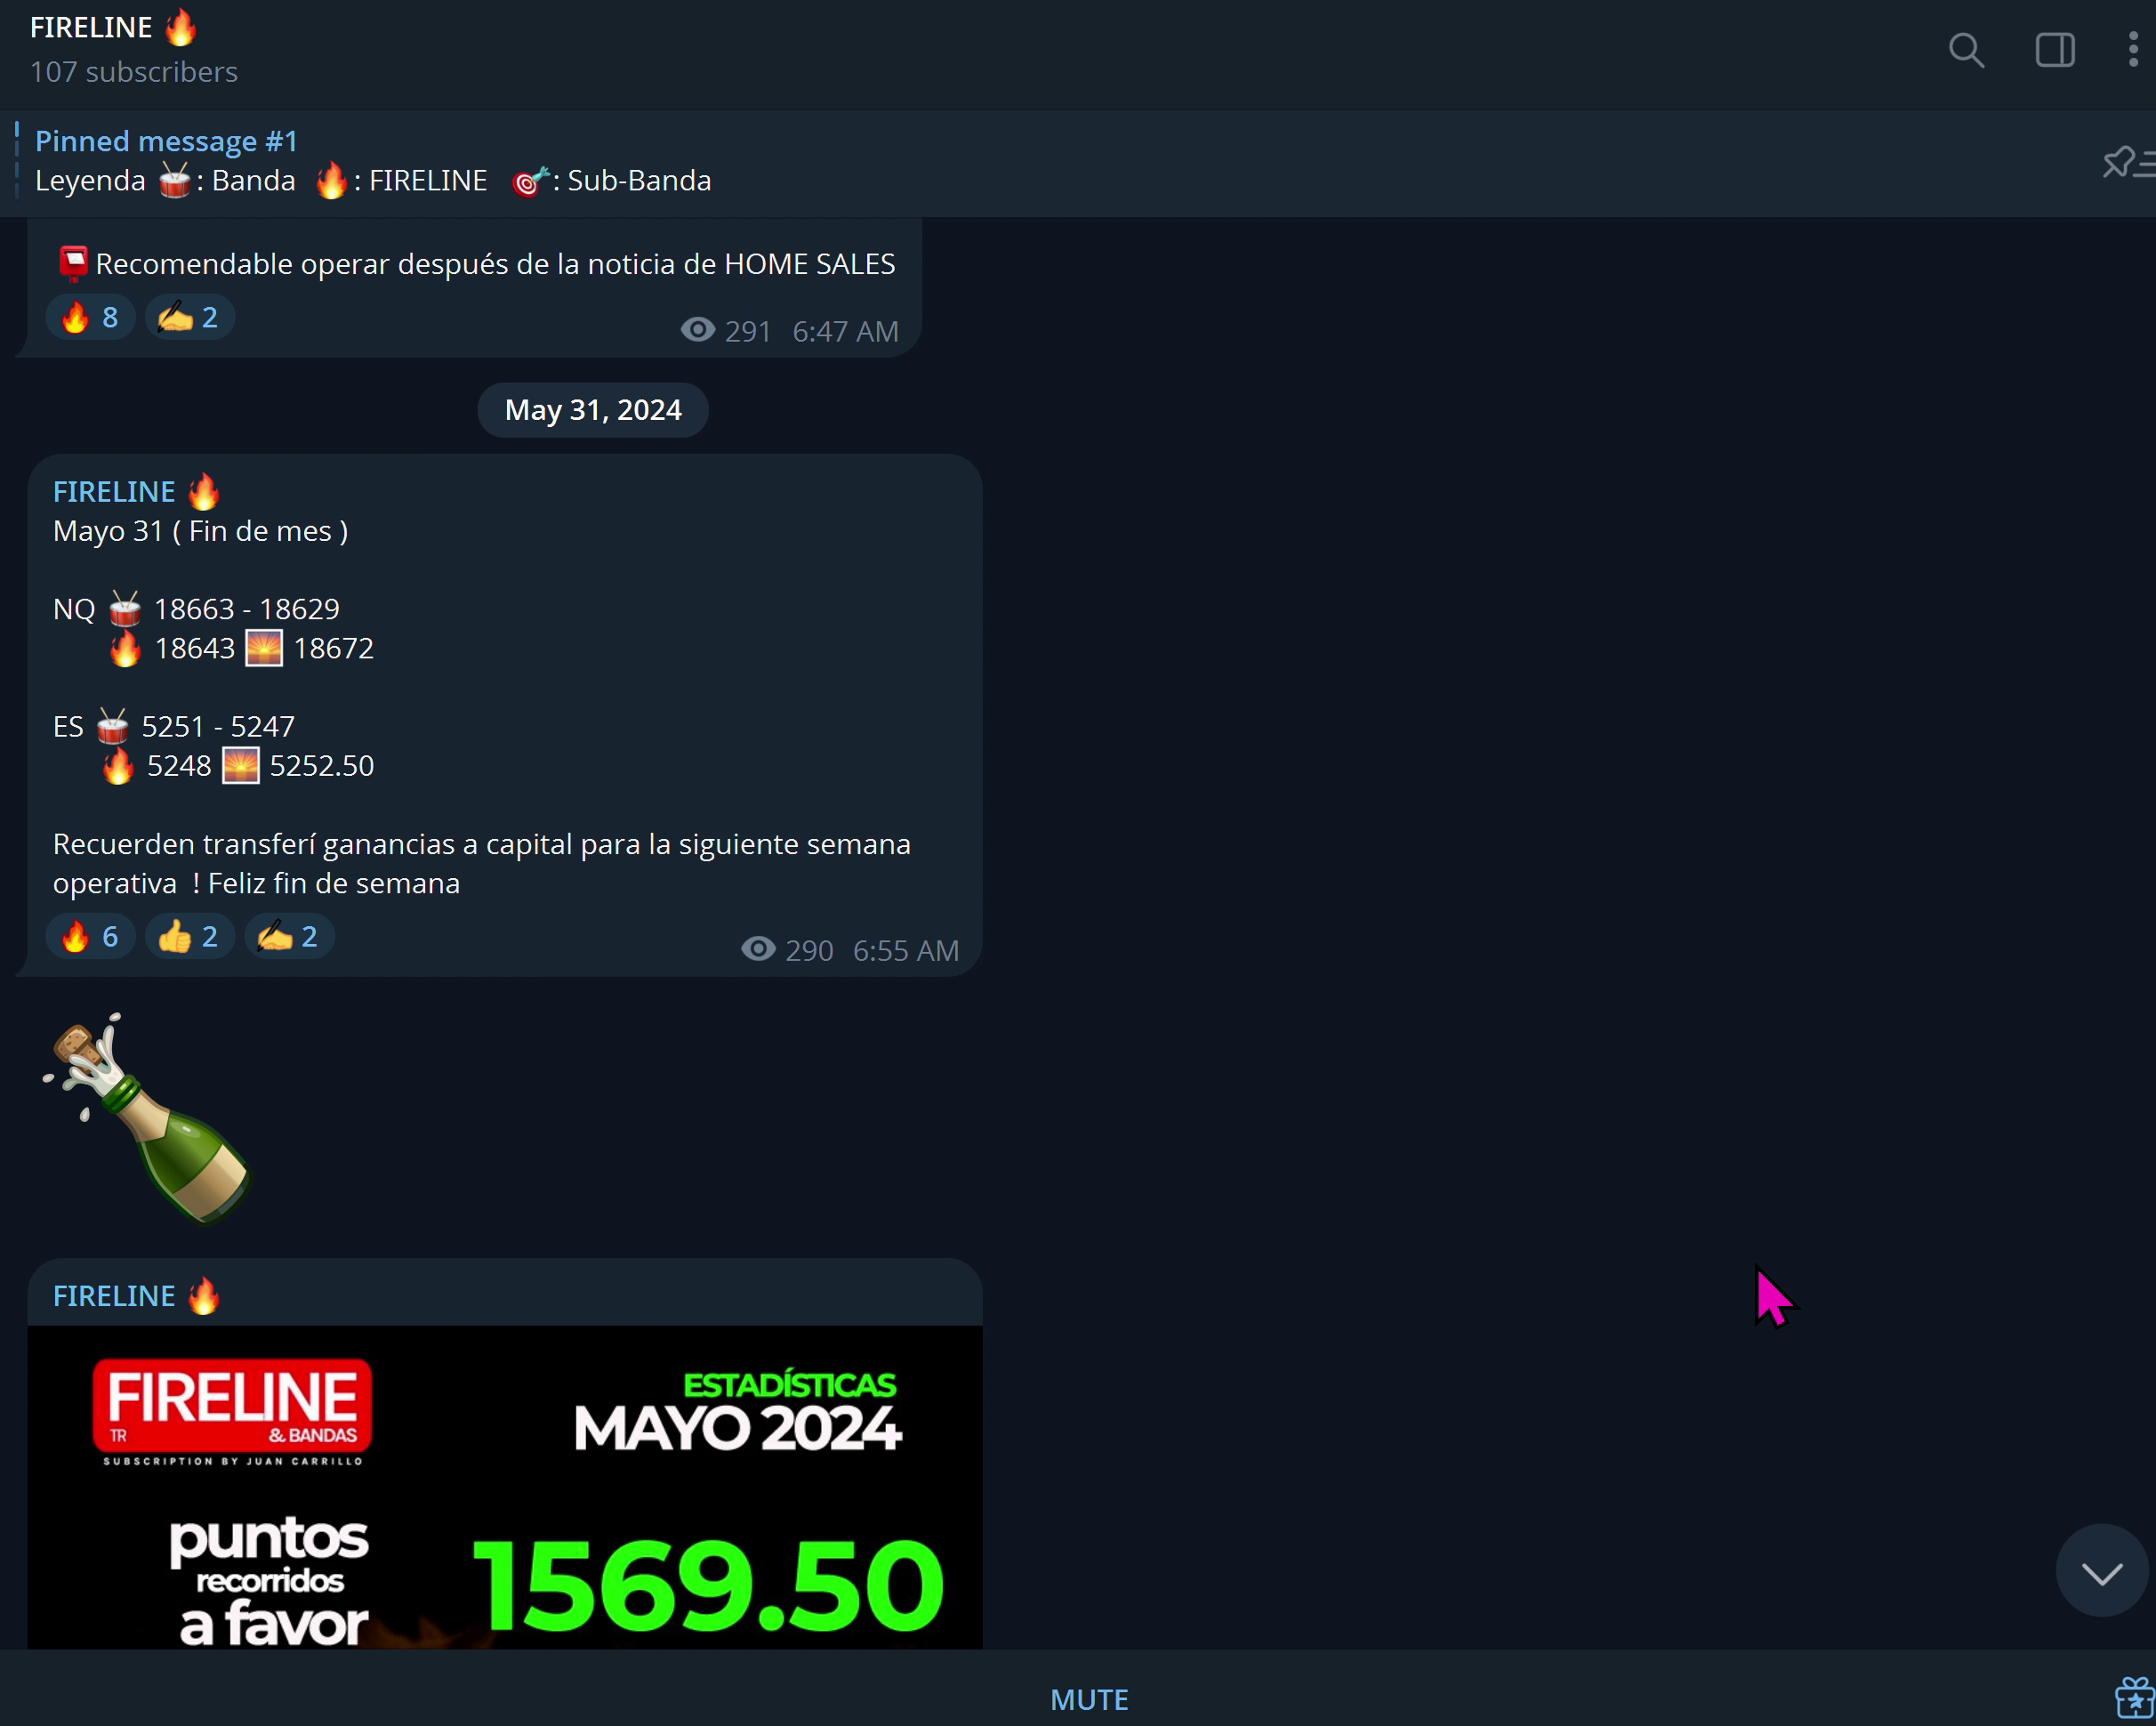 FIRELINE 🔥
107 subscribers
Pinned message #1
Leyenda 🥁: Banda 🔥: FIRELINE 🎯: Sub-Banda
📮Recomendable operar después de la noticia de HOME SALES
🔥 8 ✍ 2
291 6:47 AM
May 31, 2024
FIRELINE 🔥
Mayo 31 ( Fin de mes )
NQ 🥁 18663 - 18629
🔥 18643 🌅 18672
ES 🥁 5251 - 5247
🔥 5248 🌅 5252.50
Recuerden transferí ganancias a capital para la siguiente semana
operativa ! Feliz fin de semana
🔥 6 👍 2 ✍ 2
290 6:55 AM
FIRELINE 🔥
FIRELINE
TR & BANDAS
SUBSCRIPTION BY JUAN CARRILLO
ESTADÍSTICAS
MAYO 2024
puntos
recorridos
a favor
1569.50
MUTE